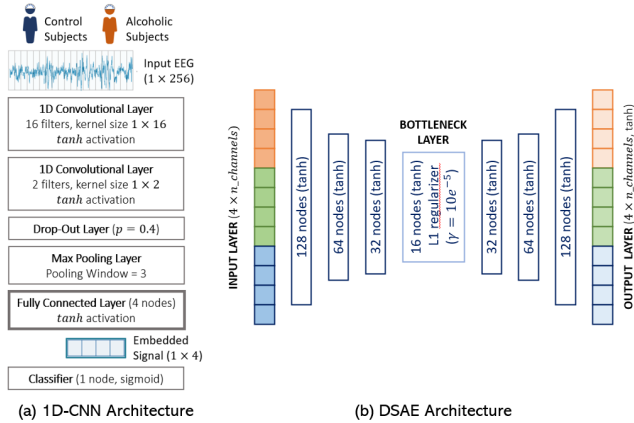 Control
Subjects
Alcoholic
Subjects
Input EEG
(1 × 256)
1D Convolutional Layer
16 filters, kernel size 1 × 16
tanh activation
1D Convolutional Layer
2 filters, kernel size 1 × 2
tanh activation
Drop-Out Layer (p = 0.4)
Max Pooling Layer
Pooling Window = 3
Fully Connected Layer (4 nodes)
tanh activation
Embedded
Signal (1 × 4)
Classifier (1 node, sigmoid)
(a) 1D-CNN Architecture
INPUT LAYER (4 × n_channels)
128 nodes (tanh)
64 nodes (tanh)
32 nodes (tanh)
BOTTLENECK
LAYER
16 nodes (tanh)
L1 regularizer
(γ = 10e⁻⁵)
32 nodes (tanh)
64 nodes (tanh)
128 nodes (tanh)
OUTPUT LAYER (4 × n_channels, tanh)
(b) DSAE Architecture